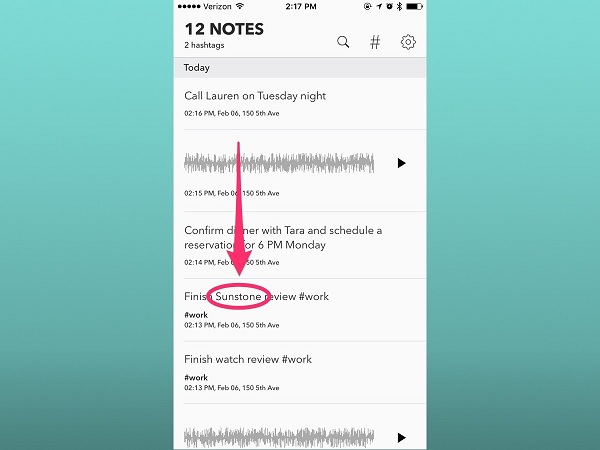 Verizon 2:17 PM
12 NOTES
2 hashtags
#
Today
Call Lauren on Tuesday night
02:16 PM, Feb 06, 150 5th Ave
02:15 PM, Feb 06, 150 5th Ave
Confirm dinner with Tara and schedule a
reservation for 6 PM Monday
02:14 PM, Feb 06, 150 5th Ave
Finish Sunstone review #work
#work
02:13 PM, Feb 06, 150 5th Ave
Finish watch review #work
#work
02:13 PM, Feb 06, 150 5th Ave